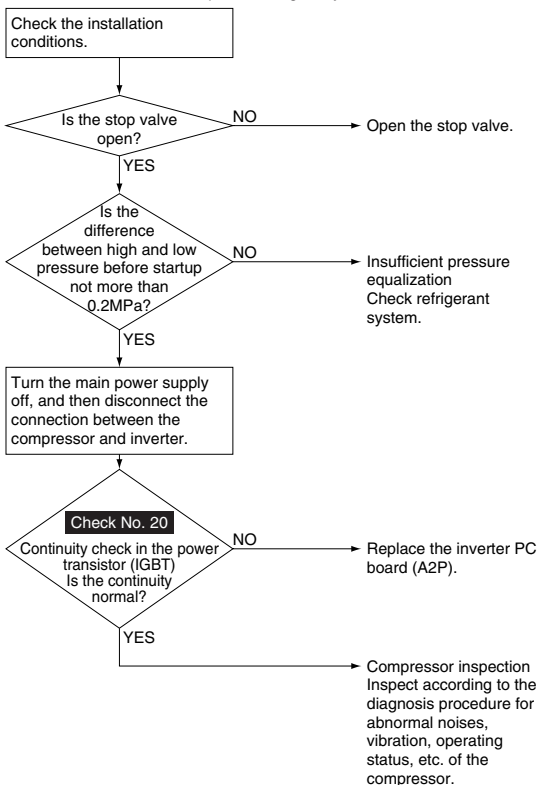 Check the installation
conditions.
Is the stop valve
open?
NO
Open the stop valve.
YES
Is the
difference
between high and low
pressure before startup
not more than
0.2MPa?
NO
Insufficient pressure
equalization
Check refrigerant
system.
YES
Turn the main power supply
off, and then disconnect the
connection between the
compressor and inverter.
Check No. 20
Continuity check in the power
transistor (IGBT)
Is the continuity
normal?
NO
Replace the inverter PC
board (A2P).
YES
Compressor inspection
Inspect according to the
diagnosis procedure for
abnormal noises,
vibration, operating
status, etc. of the
compressor.